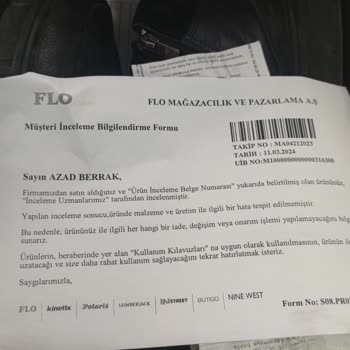 FLO
FLO MAĞAZACILIK VE PAZARLAMA A.Ş
Müşteri İnceleme Bilgilendirme Formu
TAKİP NO : MA04212023
TARİH : 11.03.2024
UİB NO:M1000000000000316300
Sayın AZAD BERRAK,
Firmamızdan satın aldığınız ve "Ürün İnceleme Belge Numarası" yukarıda belirtilmiş olan ürününüz,
"İnceleme Uzmanlarımız" tarafından incelenmiştir.
Yapılan inceleme sonucu,üründe malzeme ve üretim ile ilgili bir hata tespit edilmemiştir.
Bu nedenle, ürününüz ile ilgili her hangi bir iade, değişim veya onarım işlemi yapılamayacağını bilg
sunarız.
Ürünlerin, beraberinde yer alan "Kullanım Kılavuzları" na uygun olarak kullanılmasının, ürünün ö
uzatacağı ve size daha rahat kullanım sağlayacağını tekrar hatırlatmak isteriz.
Saygılarımızla,
FLO kinetix Polaris LUMBERJACK NINE WEST
Form No: S08.PR0